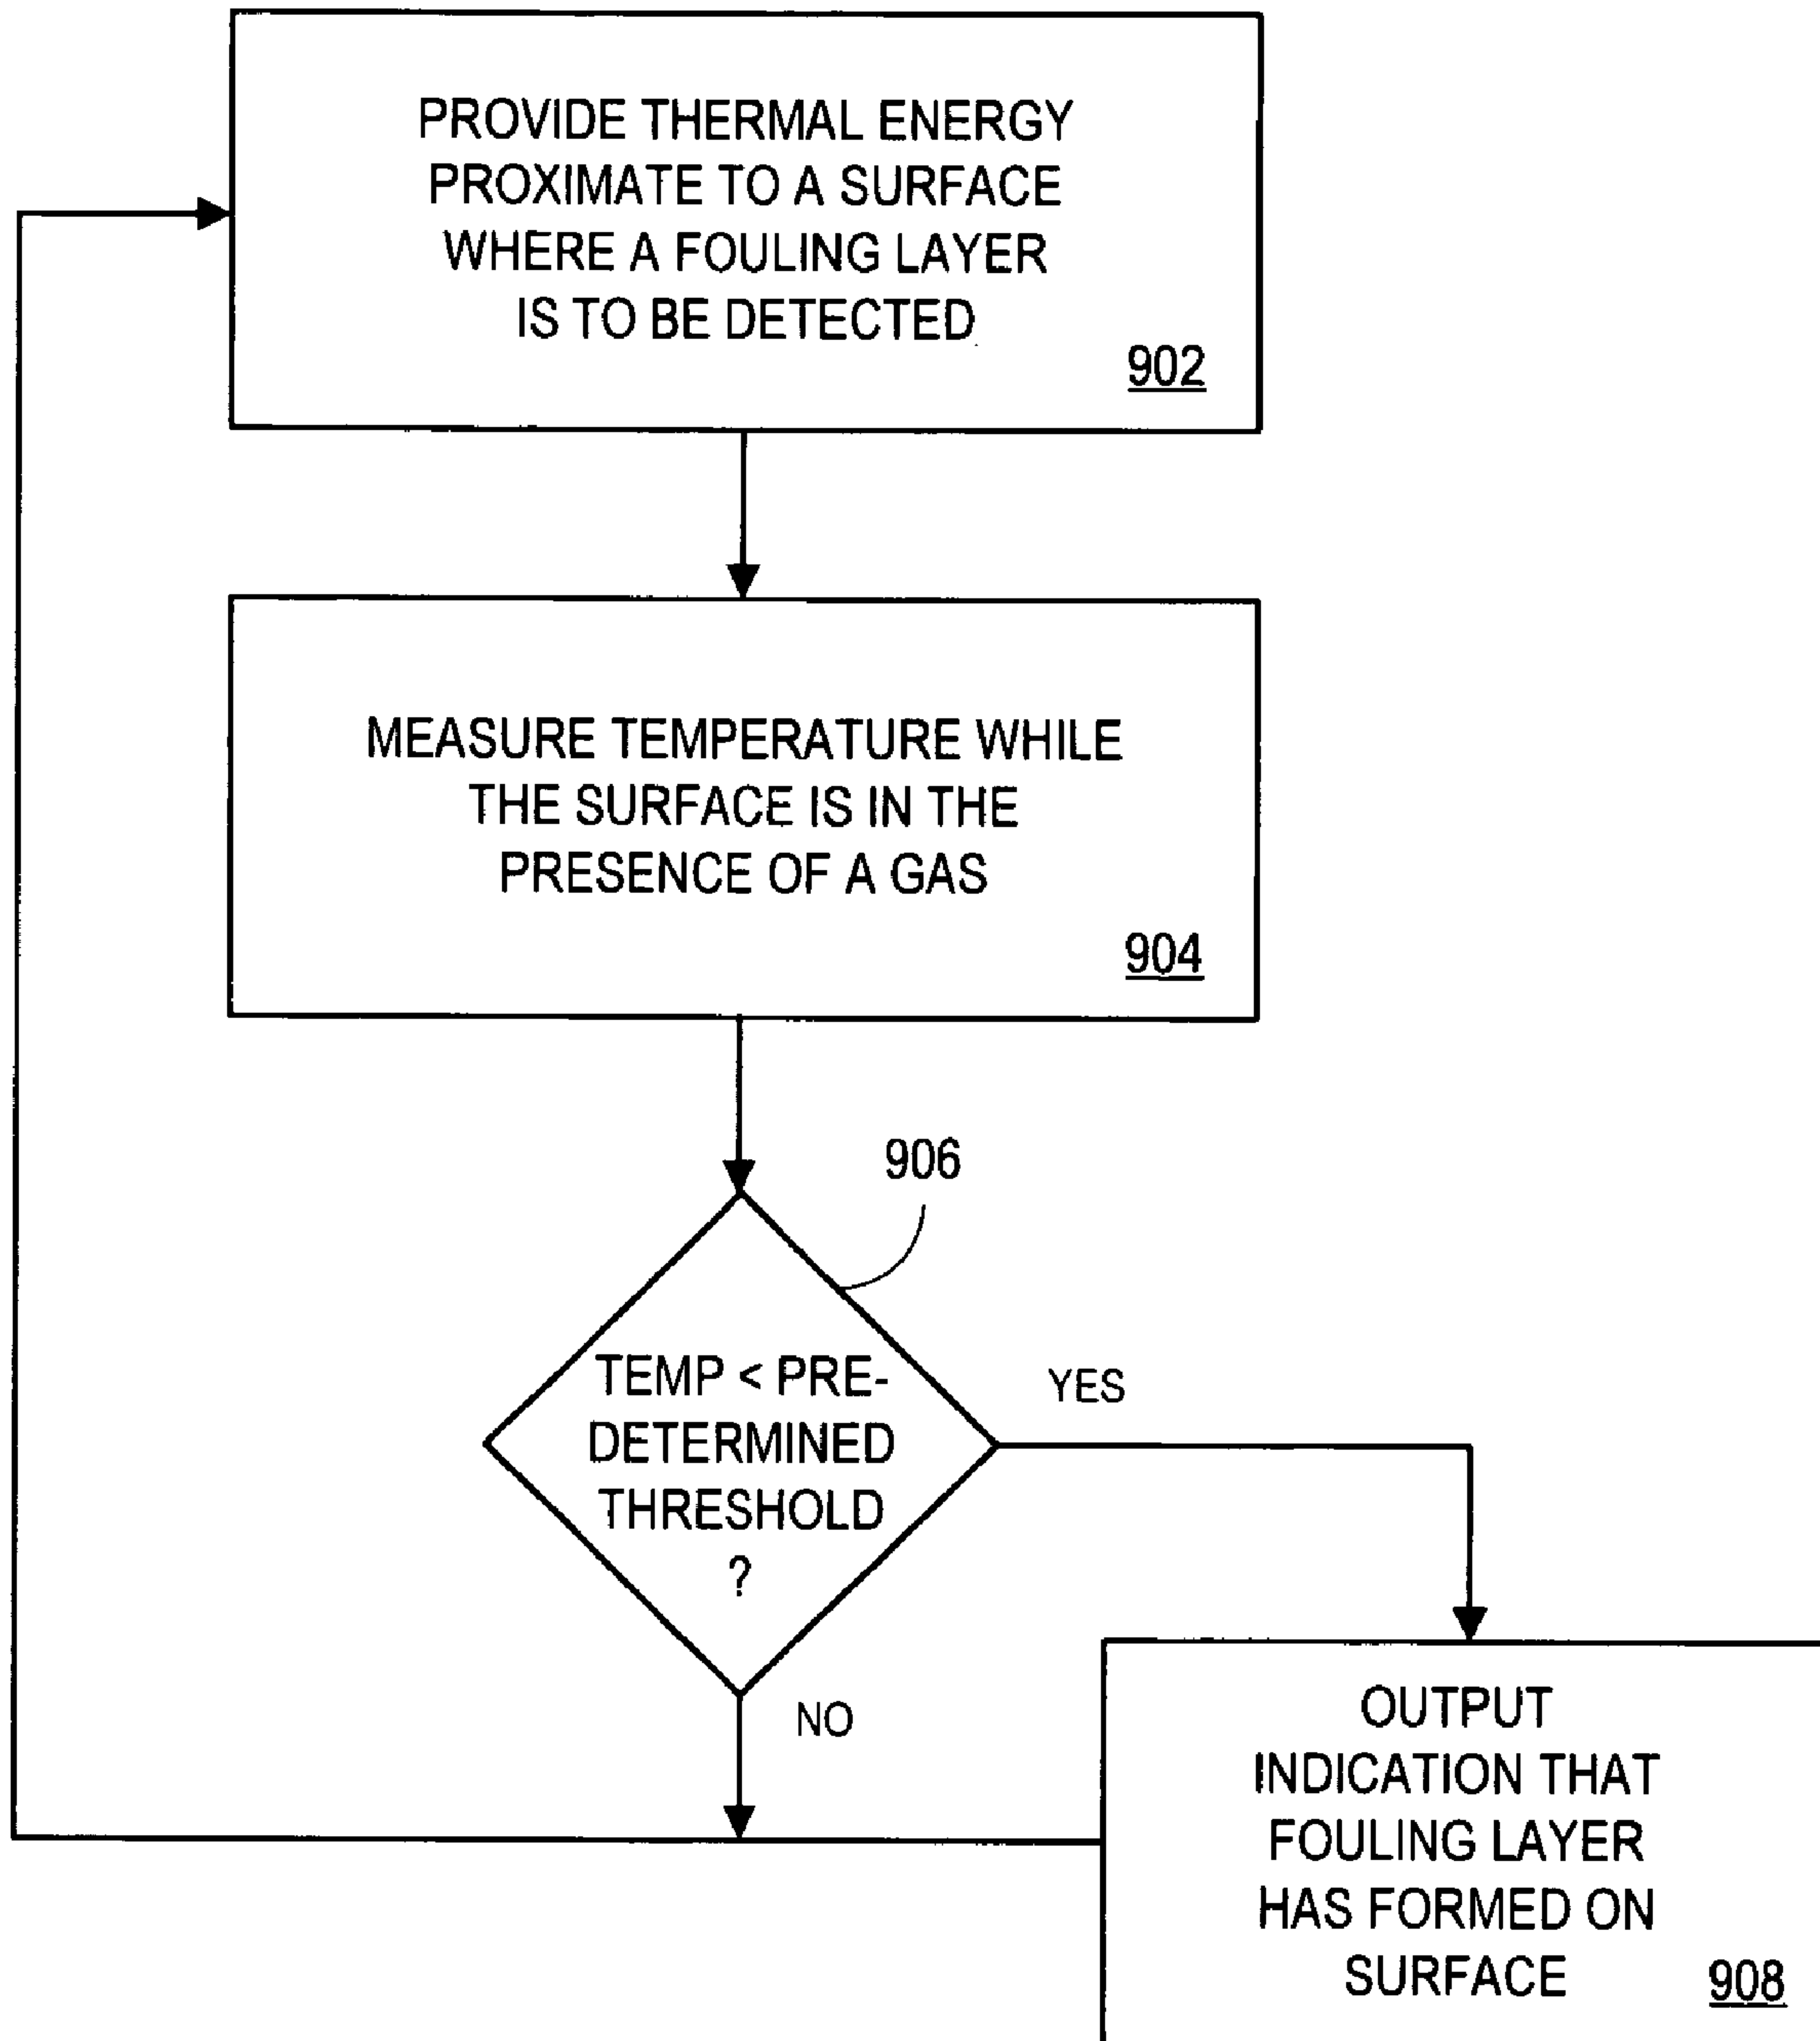 PROVIDE THERMAL ENERGY
PROXIMATE TO A SURFACE
WHERE A FOULING LAYER
IS TO BE DETECTED
902
MEASURE TEMPERATURE WHILE
THE SURFACE IS IN THE
PRESENCE OF A GAS
904
906
TEMP < PRE-
DETERMINED
THRESHOLD
?
YES
NO
OUTPUT
INDICATION THAT
FOULING LAYER
HAS FORMED ON
SURFACE
908